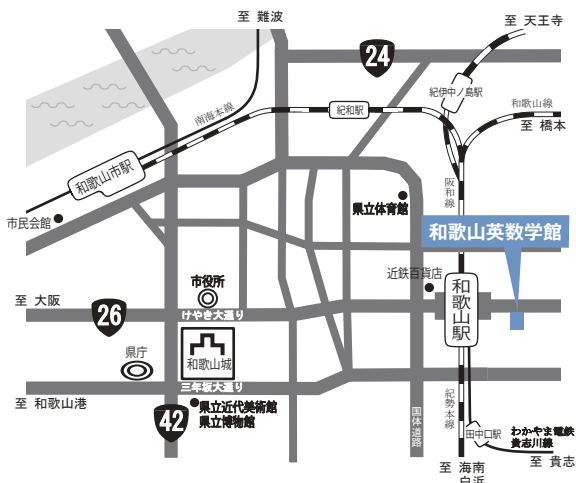 至 難波
至 天王寺
24
紀伊中ノ島駅
南海本線
紀和駅
和歌山線
至 橋本
和歌山市駅
阪和線
県立体育館
市民会館
和歌山英数学館
近鉄百貨店
市役所
和歌山駅
至 大阪
26
けやき大通り
県庁
和歌山城
三年坂大通り
至 和歌山港
42
県立近代美術館
県立博物館
国体道路
紀勢本線
田中口駅
わかやま電鉄
貴志川線
至 貴志
至 海南
白浜